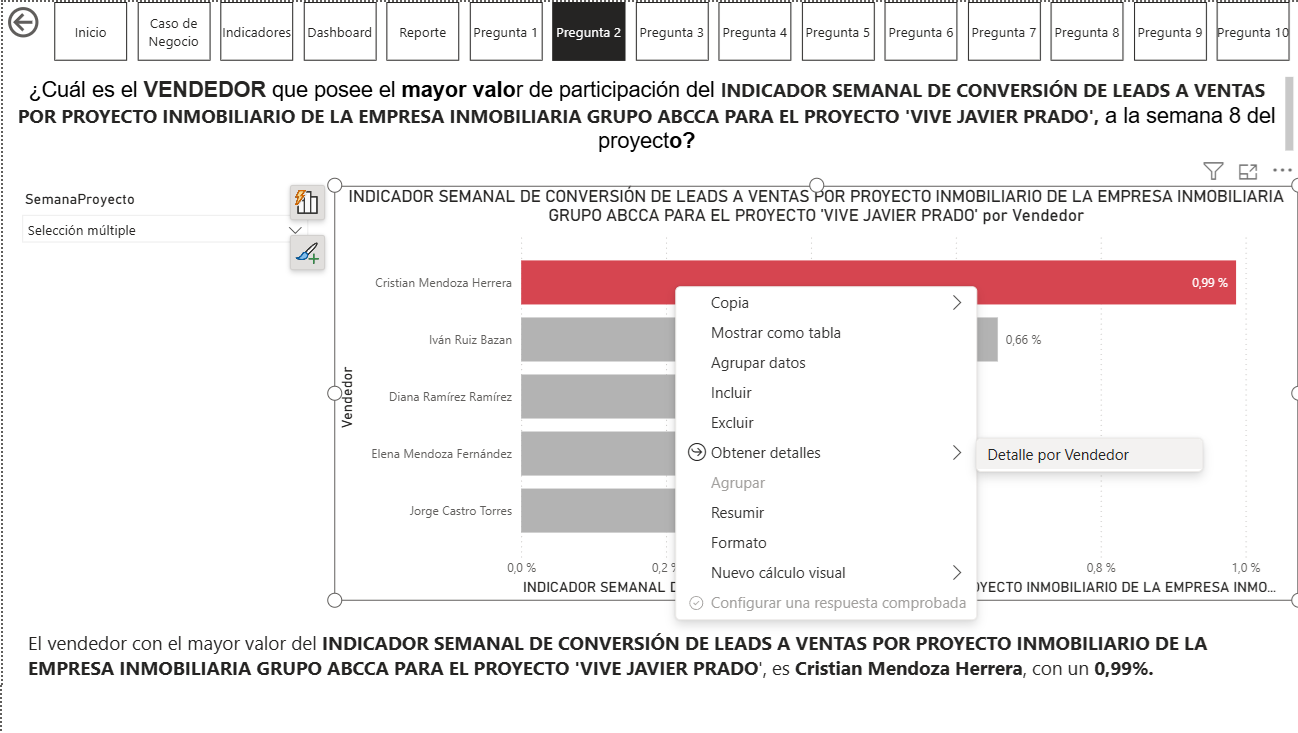 Inicio
Caso de
Negocio
Indicadores
Dashboard
Reporte
Pregunta 1
Pregunta 2
Pregunta 3
Pregunta 4
Pregunta 5
Pregunta 6
Pregunta 7
Pregunta 8
Pregunta 9
Pregunta 10
¿Cuál es el VENDEDOR que posee el mayor valor de participación del INDICADOR SEMANAL DE CONVERSIÓN DE LEADS A VENTAS
POR PROYECTO INMOBILIARIO DE LA EMPRESA INMOBILIARIA GRUPO ABCCA PARA EL PROYECTO 'VIVE JAVIER PRADO', a la semana 8 del
proyecto?
SemanaProyecto
Selección múltiple
INDICADOR SEMANAL DE CONVERSIÓN DE LEADS A VENTAS POR PROYECTO INMOBILIARIO DE LA EMPRESA INMOBILIARIA
GRUPO ABCCA PARA EL PROYECTO 'VIVE JAVIER PRADO' por Vendedor
Vendedor
Cristian Mendoza Herrera
0,99 %
Iván Ruiz Bazan
0,66 %
Diana Ramírez Ramírez
Elena Mendoza Fernández
Jorge Castro Torres
0,0 %
0,2 %
0,8 %
1,0 %
INDICADOR SEMANAL D
YECTO INMOBILIARIO DE LA EMPRESA INMO...
Copia
Mostrar como tabla
Agrupar datos
Incluir
Excluir
Obtener detalles
Detalle por Vendedor
Agrupar
Resumir
Formato
Nuevo cálculo visual
Configurar una respuesta comprobada
El vendedor con el mayor valor del INDICADOR SEMANAL DE CONVERSIÓN DE LEADS A VENTAS POR PROYECTO INMOBILIARIO DE LA
EMPRESA INMOBILIARIA GRUPO ABCCA PARA EL PROYECTO 'VIVE JAVIER PRADO', es Cristian Mendoza Herrera, con un 0,99%.